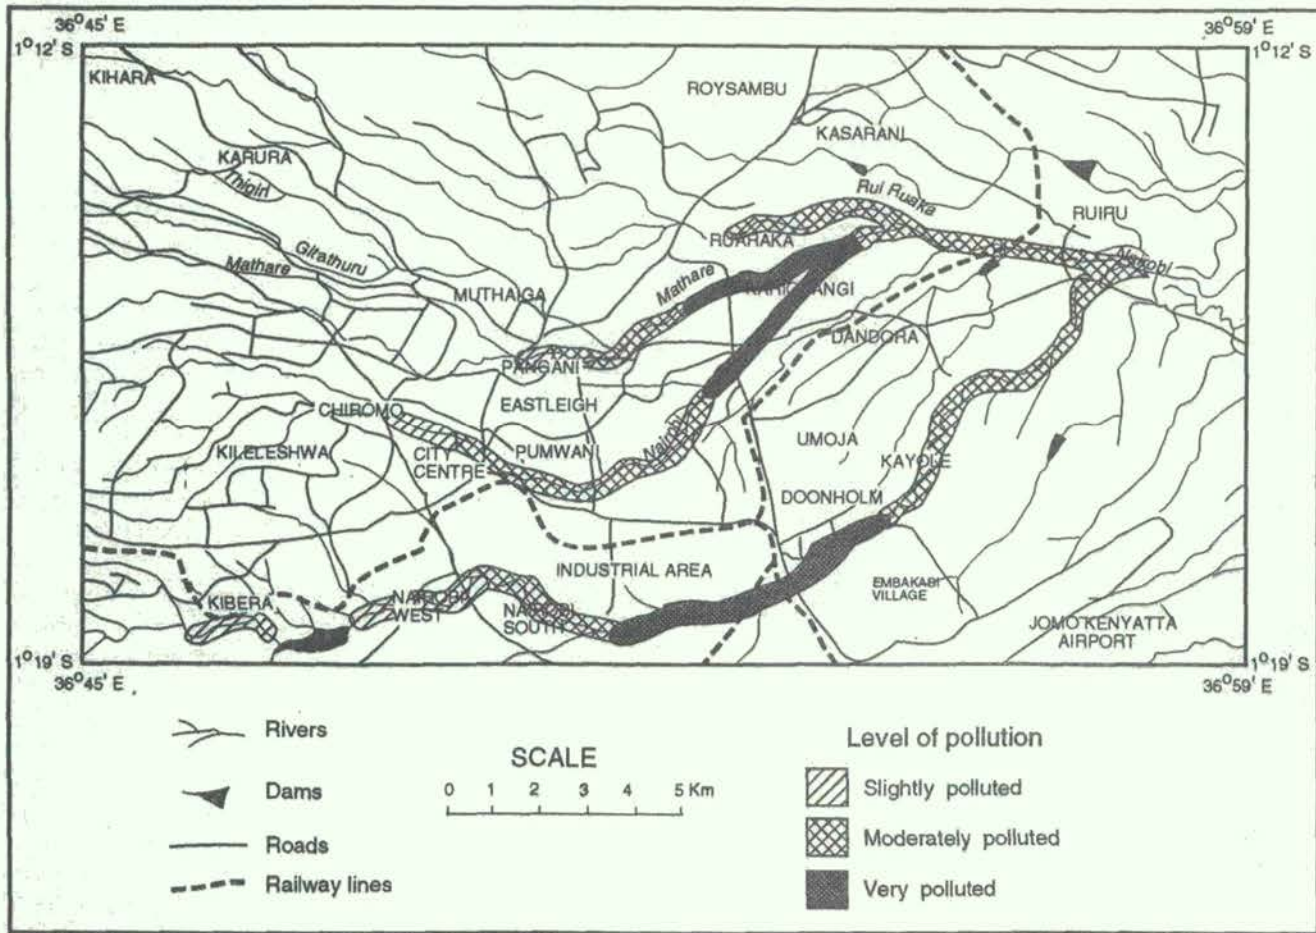 36°45' E
36°59' E
1°12' S
1°12' S
KIHARA
ROYSAMBU
KASARANI
KARURA
Thigiri
Rui Ruaka
RUIRU
RUARAKA
Gitathuru
Mathare
Nairobi
MUTHAIGA
Mathare
DANDORA
PANGANI
EASTLEIGH
CHIROMO
Nairobi
UMOJA
KILELESHWA
CITY
CENTRE
PUMWANI
KAYOLE
DOONHOLM
INDUSTRIAL AREA
EMBAKABI
VILLAGE
KIBERA
NAIROBI
WEST
NAIROBI
SOUTH
JOMO KENYATTA
AIRPORT
1°19' S
1°19' S
36°45' E
36°59' E
Rivers
Dams
Roads
Railway lines
SCALE
0 1 2 3 4 5 Km
Level of pollution
Slightly polluted
Moderately polluted
Very polluted